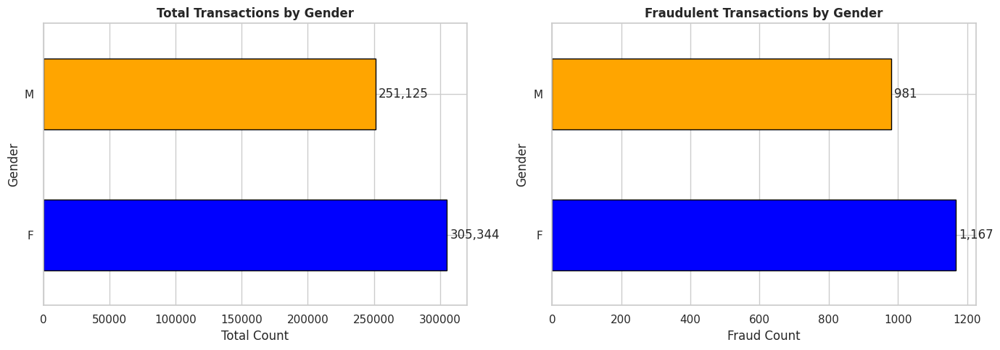 Total Transactions by Gender
Gender
M
251,125
F
305,344
0 50000 100000 150000 200000 250000 300000
Total Count
Fraudulent Transactions by Gender
Gender
M
981
F
1,167
0 200 400 600 800 1000 1200
Fraud Count